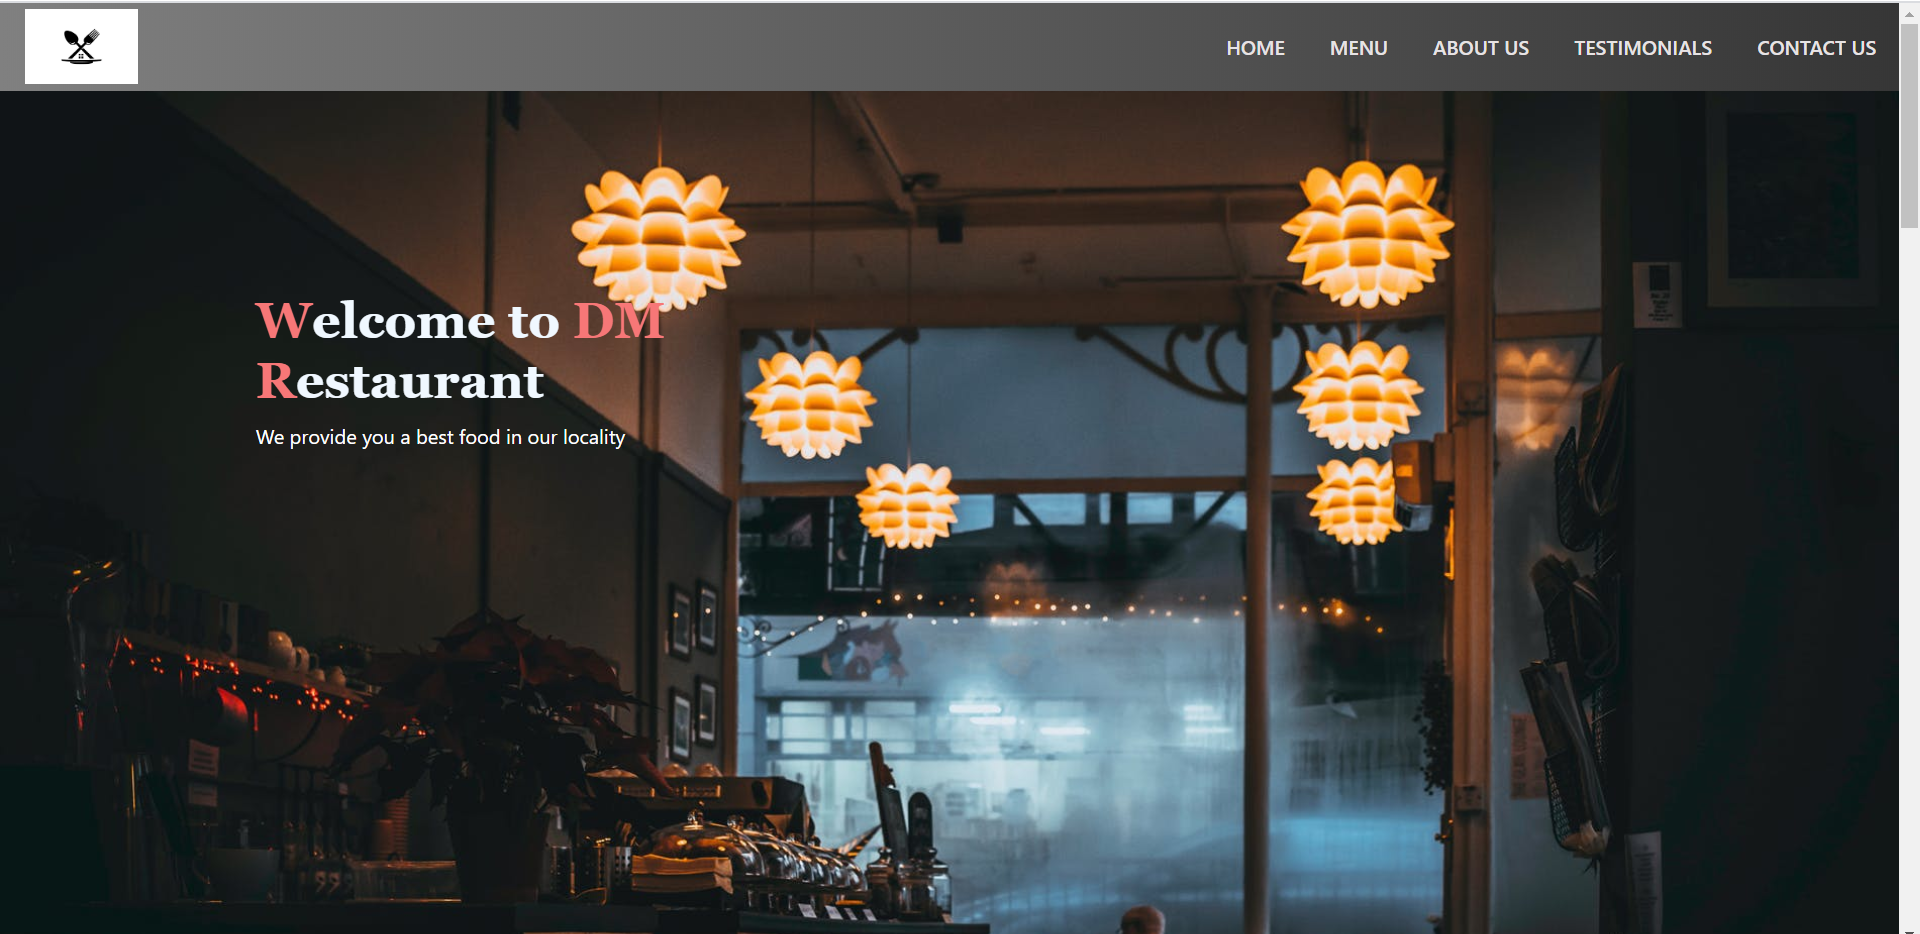 HOME MENU ABOUT US TESTIMONIALS CONTACT US
Welcome to DM
Restaurant
We provide you a best food in our locality